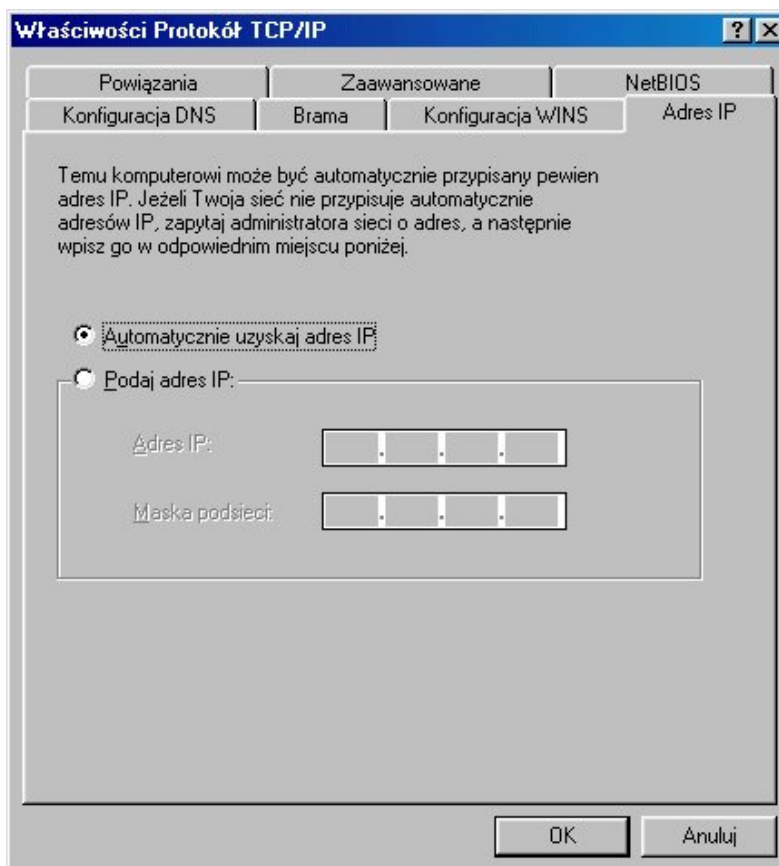 Właściwości Protokół TCP/IP
Powiązania Zaawansowane NetBIOS
Konfiguracja DNS Brama Konfiguracja WINS Adres IP
Temu komputerowi może być automatycznie przypisany pewien
adres IP. Jeżeli Twoja sieć nie przypisuje automatycznie
adresów IP, zapytaj administratora sieci o adres, a następnie
wpisz go w odpowiednim miejscu poniżej.
Automatycznie uzyskaj adres IP
Podaj adres IP:
Adres IP:
Maska podsieci:
OK Anuluj